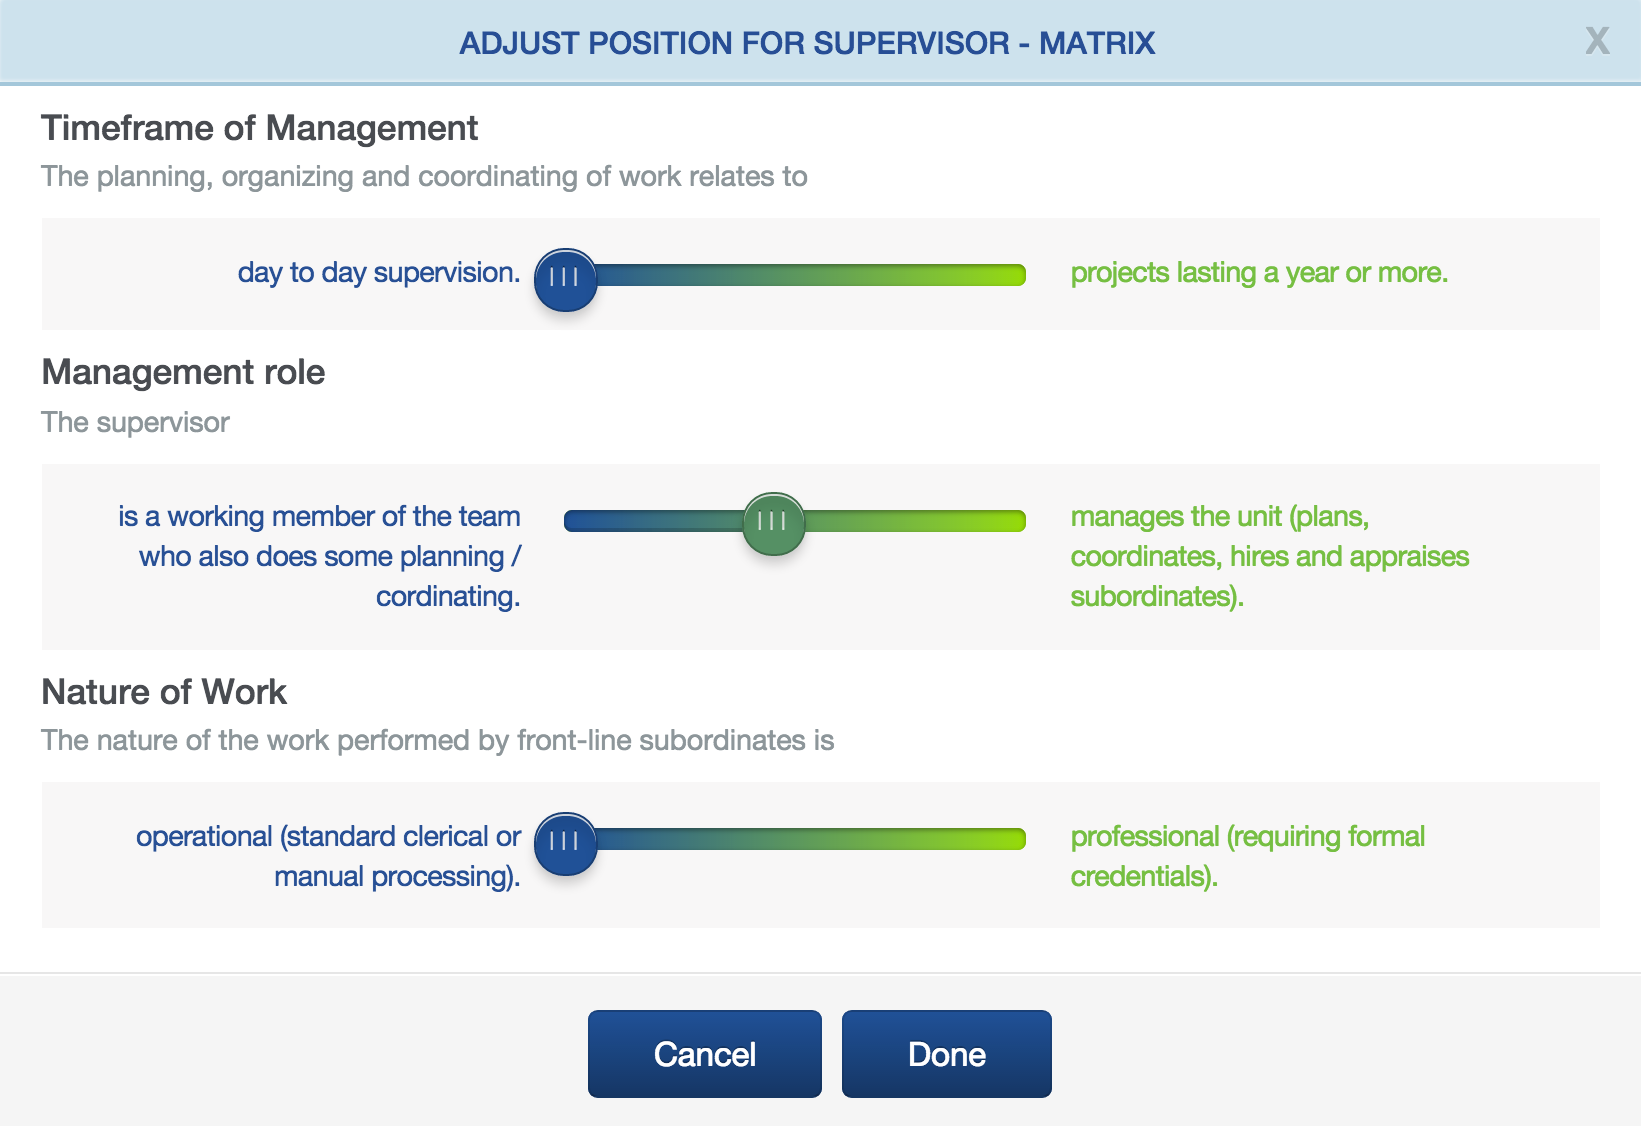 ADJUST POSITION FOR SUPERVISOR - MATRIX X
Timeframe of Management
The planning, organizing and coordinating of work relates to
day to day supervision.
projects lasting a year or more.
Management role
The supervisor
is a working member of the team
who also does some planning /
cordinating.
manages the unit (plans,
coordinates, hires and appraises
subordinates).
Nature of Work
The nature of the work performed by front-line subordinates is
operational (standard clerical or
manual processing).
professional (requiring formal
credentials).
Cancel
Done